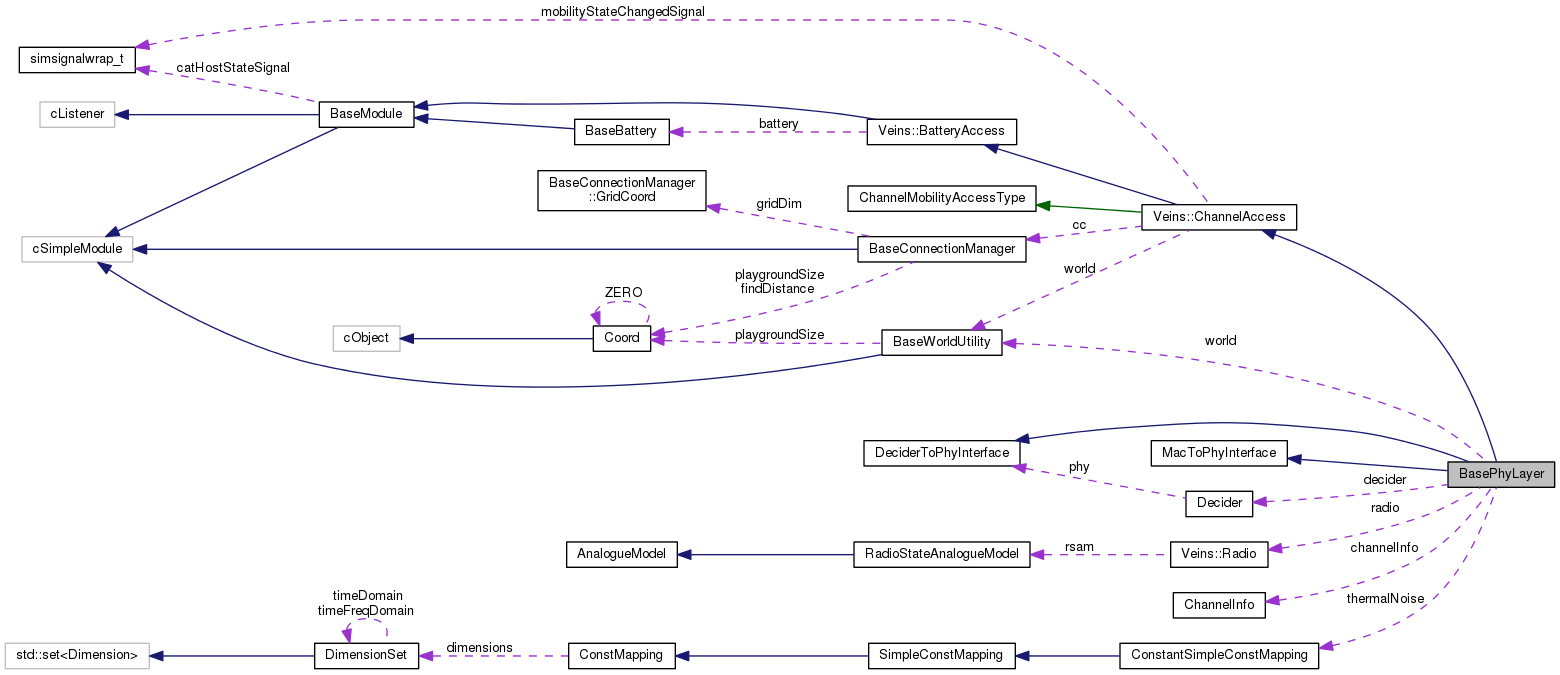 mobilityStateChangedSignal
simsignalwrap_t
catHostStateSignal
cListener
BaseModule
BaseBattery
battery
Veins::BatteryAccess
BaseConnectionManager
::GridCoord
gridDim
ChannelMobilityAccessType
Veins::ChannelAccess
cc
cSimpleModule
BaseConnectionManager
world
playgroundSize
findDistance
ZERO
cObject
Coord
playgroundSize
BaseWorldUtility
world
DeciderToPhyInterface
MacToPhyInterface
BasePhyLayer
phy
decider
Decider
radio
AnalogueModel
RadioStateAnalogueModel
rsam
Veins::Radio
channelInfo
ChannelInfo
thermalNoise
timeDomain
timeFreqDomain
std::set<Dimension>
DimensionSet
dimensions
ConstMapping
SimpleConstMapping
ConstantSimpleConstMapping